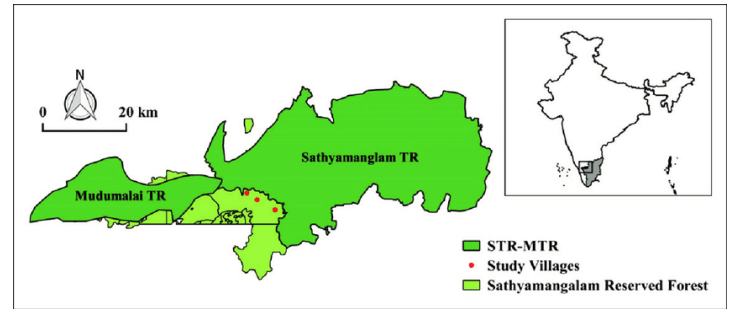 N
0 20 km
Sathyamanglam TR
Mudumalai TR
STR-MTR
Study Villages
Sathyamangalam Reserved Forest